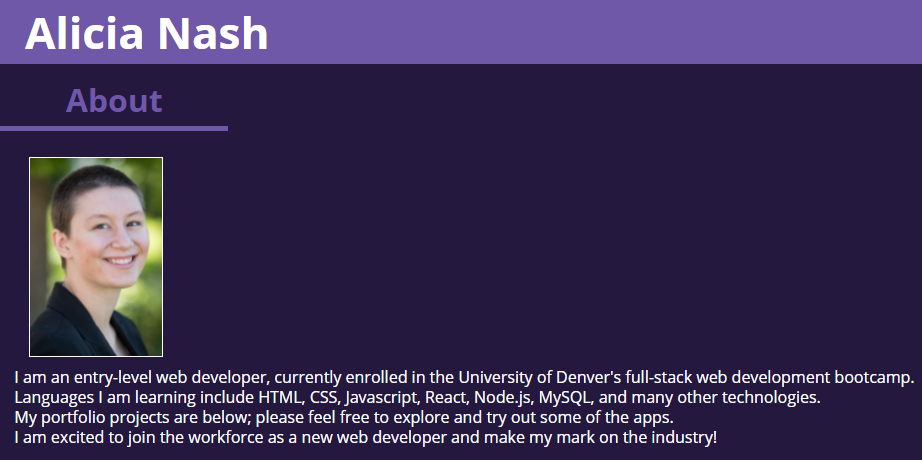 Alicia Nash
About
I am an entry-level web developer, currently enrolled in the University of Denver's full-stack web development bootcamp.
Languages I am learning include HTML, CSS, Javascript, React, Node.js, MySQL, and many other technologies.
My portfolio projects are below; please feel free to explore and try out some of the apps.
I am excited to join the workforce as a new web developer and make my mark on the industry!